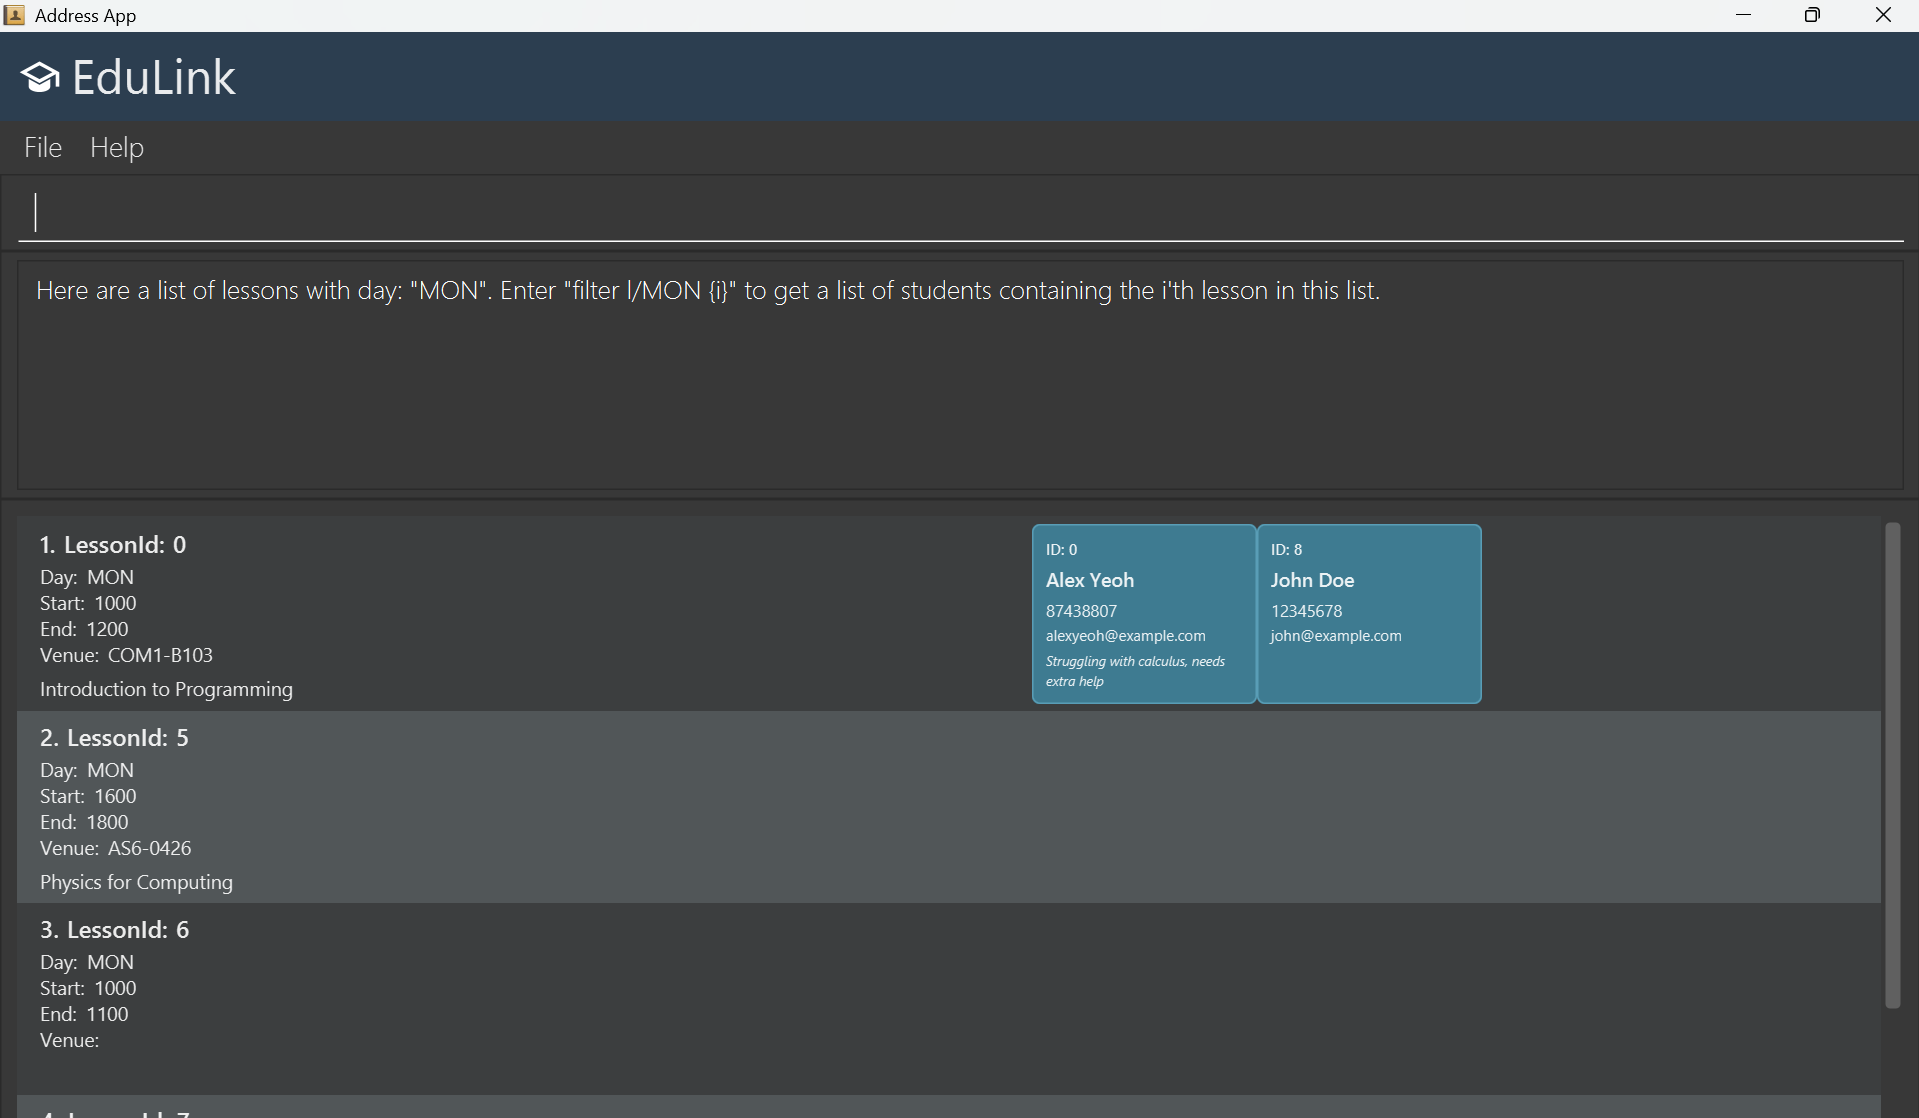 Address App
EduLink
File Help
Here are a list of lessons with day: "MON". Enter "filter l/MON {i}" to get a list of students containing the i'th lesson in this list.
1. LessonId: 0
Day: MON
Start: 1000
End: 1200
Venue: COM1-B103
Introduction to Programming
ID: 0
Alex Yeoh
87438807
alexyeoh@example.com
Struggling with calculus, needs
extra help
ID: 8
John Doe
12345678
john@example.com
2. LessonId: 5
Day: MON
Start: 1600
End: 1800
Venue: AS6-0426
Physics for Computing
3. LessonId: 6
Day: MON
Start: 1000
End: 1100
Venue: